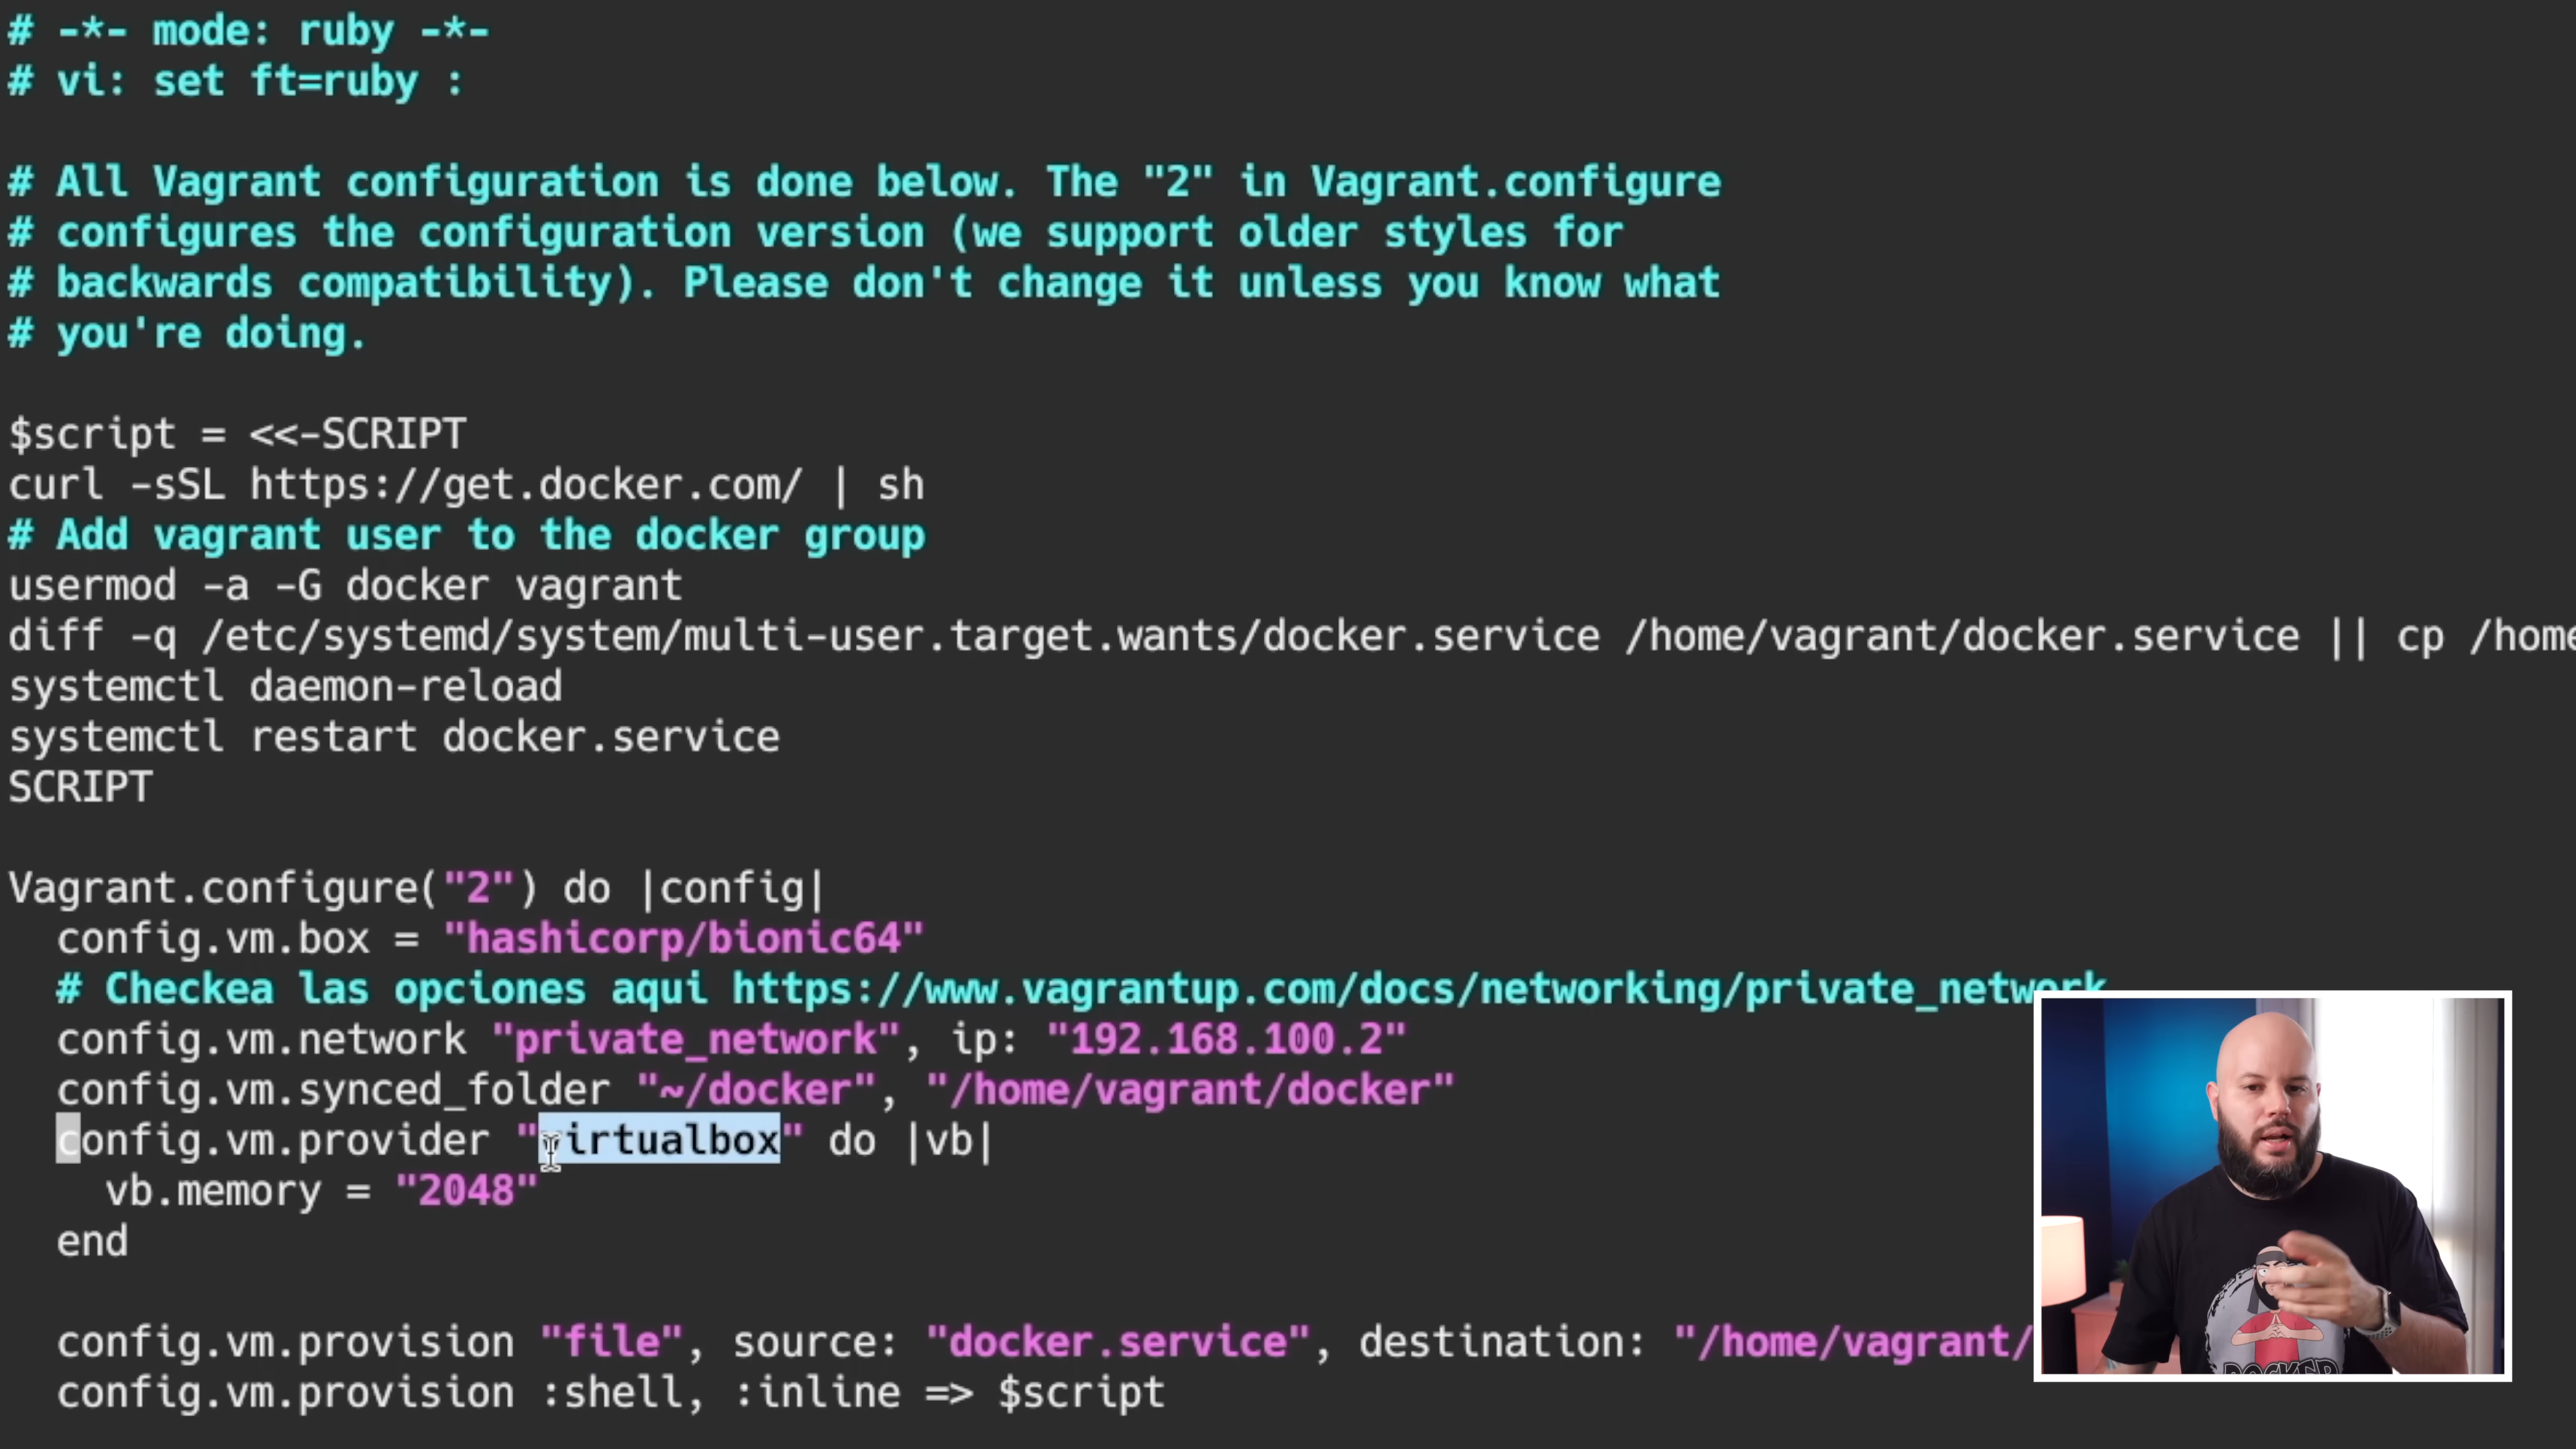 # -*- mode: ruby -*-
# vi: set ft=ruby :
# All Vagrant configuration is done below. The "2" in Vagrant.configure
# configures the configuration version (we support older styles for
# backwards compatibility). Please don't change it unless you know what
# you're doing.
$script = <<-SCRIPT
curl -sSL https://get.docker.com/ | sh
# Add vagrant user to the docker group
usermod -a -G docker vagrant
diff -q /etc/systemd/system/multi-user.target.wants/docker.service /home/vagrant/docker.service || cp /home
systemctl daemon-reload
systemctl restart docker.service
SCRIPT
Vagrant.configure("2") do |config|
config.vm.box = "hashicorp/bionic64"
# Checkea las opciones aqui https://www.vagrantup.com/docs/networking/private_network
config.vm.network "private_network", ip: "192.168.100.2"
config.vm.synced_folder "~/docker", "/home/vagrant/docker"
config.vm.provider "virtualbox" do |vb|
vb.memory = "2048"
end
config.vm.provision "file", source: "docker.service", destination: "/home/vagrant/
config.vm.provision :shell, :inline => $script
DOCKER